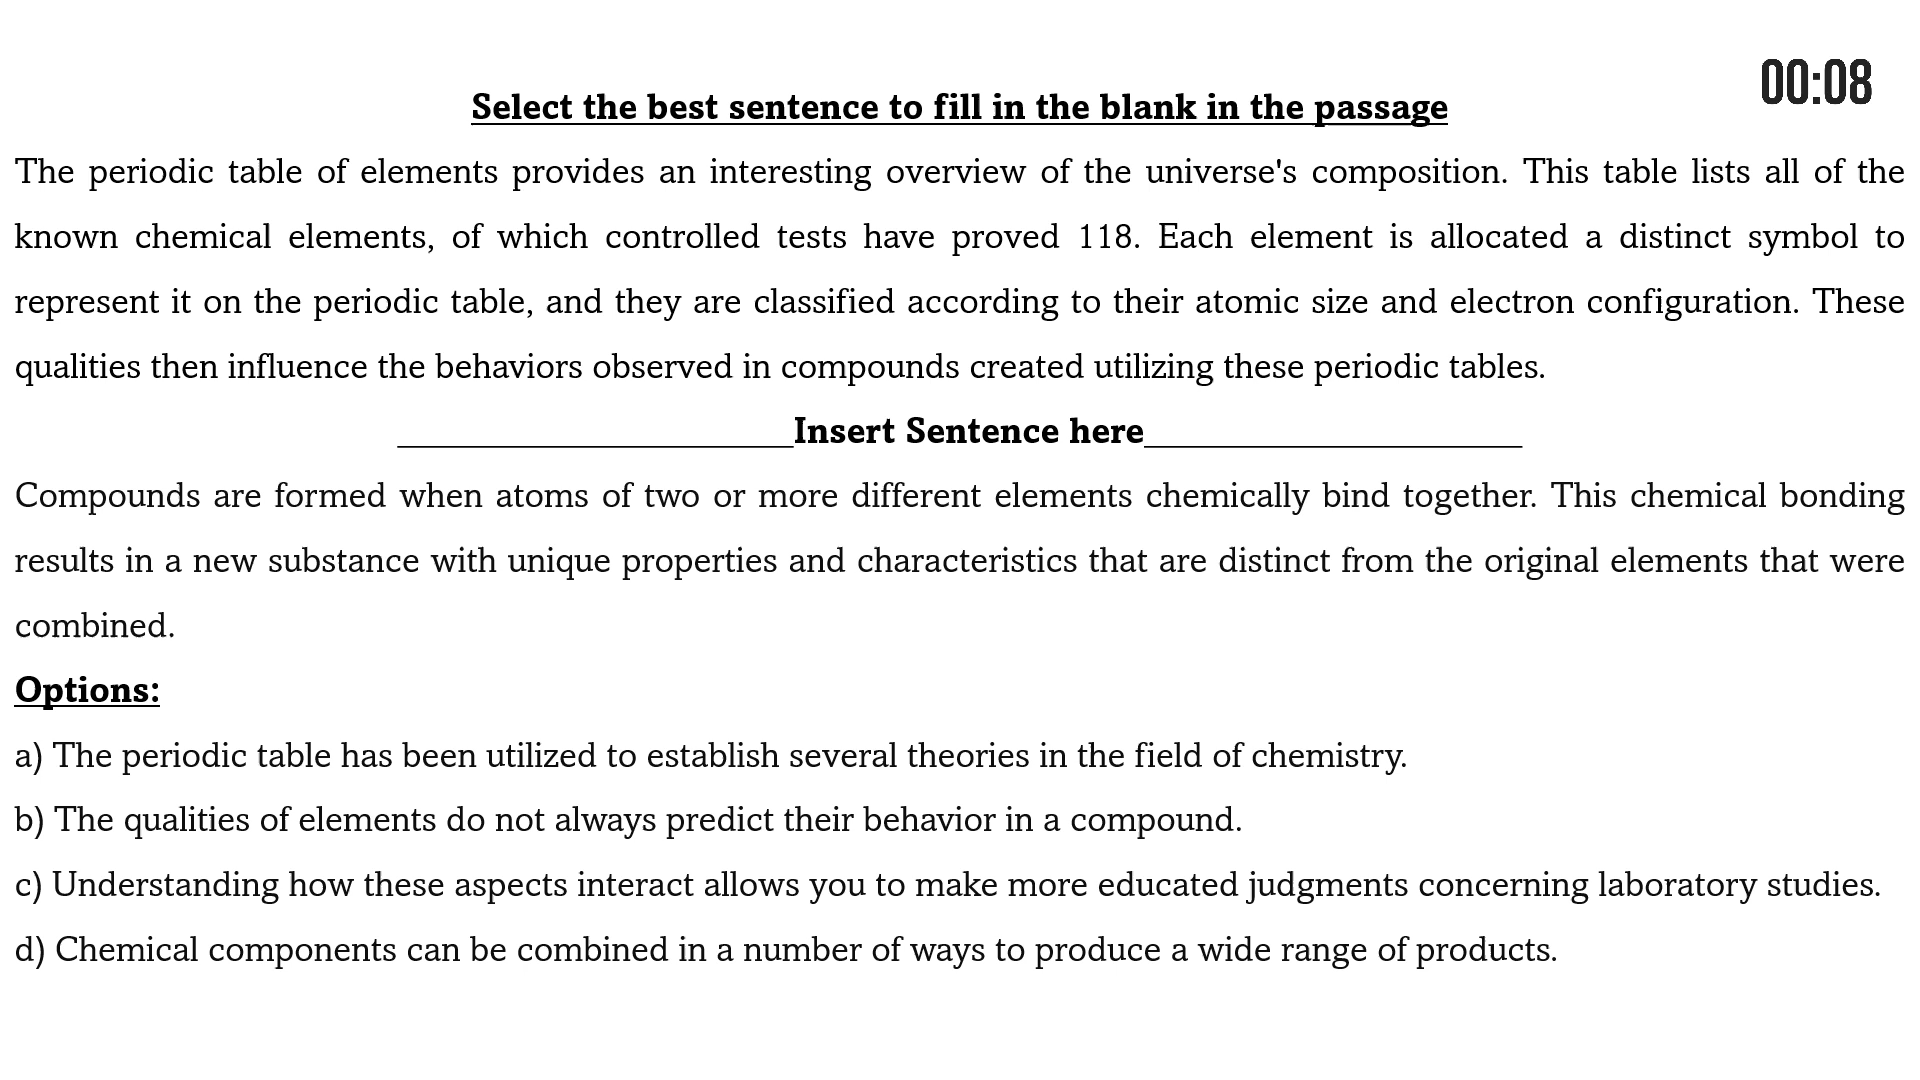 00:08
Select the best sentence to fill in the blank in the passage
The periodic table of elements provides an interesting overview of the universe's composition. This table lists all of the
known chemical elements, of which controlled tests have proved 118. Each element is allocated a distinct symbol to
represent it on the periodic table, and they are classified according to their atomic size and electron configuration. These
qualities then influence the behaviors observed in compounds created utilizing these periodic tables.
_____________________Insert Sentence here____________________
Compounds are formed when atoms of two or more different elements chemically bind together. This chemical bonding
results in a new substance with unique properties and characteristics that are distinct from the original elements that were
combined.
Options:
a) The periodic table has been utilized to establish several theories in the field of chemistry.
b) The qualities of elements do not always predict their behavior in a compound.
c) Understanding how these aspects interact allows you to make more educated judgments concerning laboratory studies.
d) Chemical components can be combined in a number of ways to produce a wide range of products.